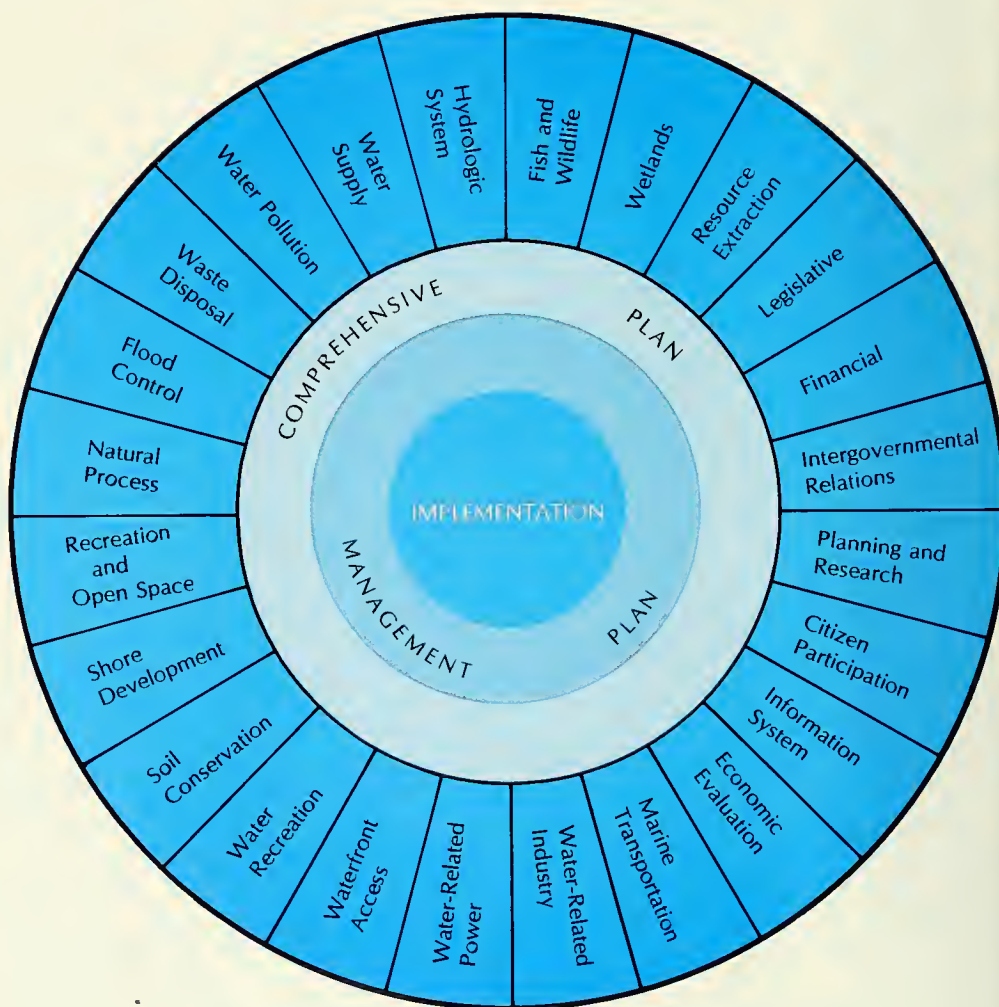 Hydrologic
System
Fish and
Wildlife
Wetlands
Resource
Extraction
Legislative
Financial
Intergovernmental
Relations
Planning and
Research
Citizen
Participation
Information
System
Economic
Evaluation
Marine
Transportation
Water-Related
Industry
Water-Related
Power
Waterfront
Access
Water
Recreation
Soil
Conservation
Shore
Development
Recreation
and
Open Space
Natural
Process
Flood
Control
Waste
Disposal
Water Pollution
Water
Supply
COMPREHENSIVE PLAN
MANAGEMENT PLAN
IMPLEMENTATION